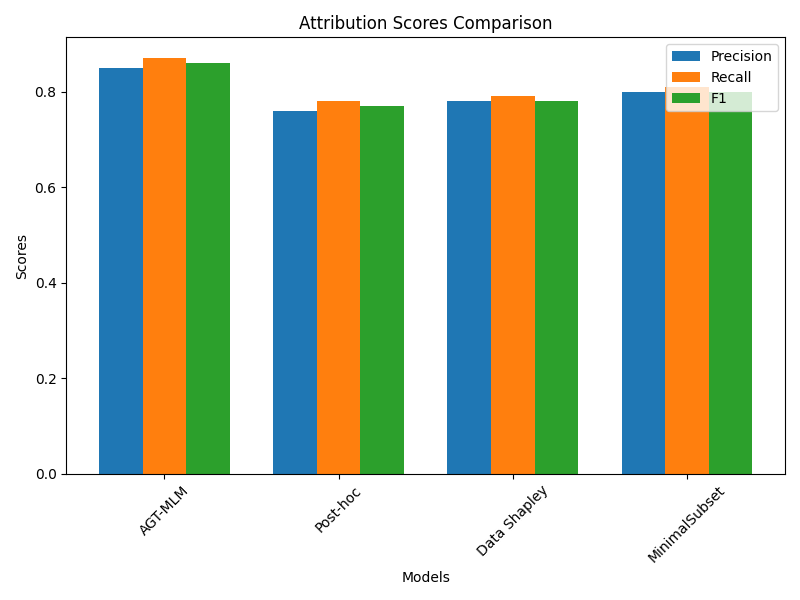 Attribution Scores Comparison
Precision
Recall
F1
0.8
0.6
0.4
0.2
0.0
Scores
AGT-MLM
Post-hoc
Data Shapley
MinimalSubset
Models